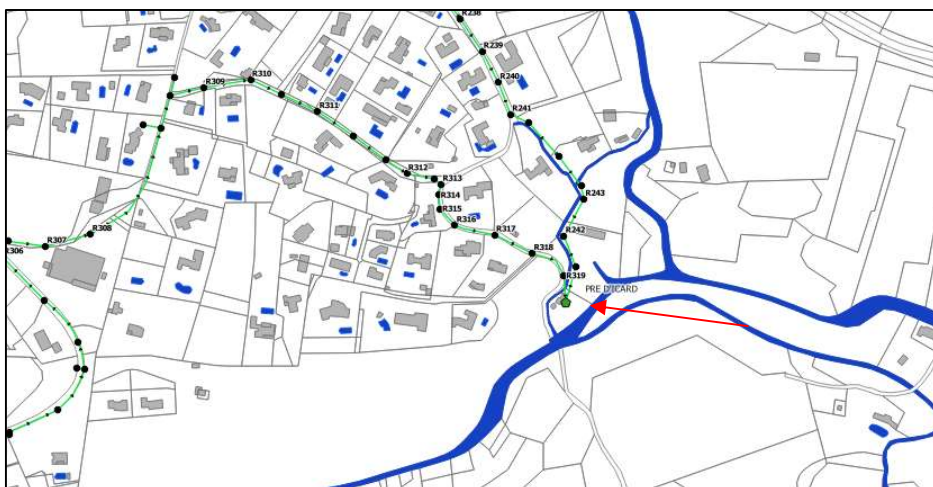 R238
R239
R240
R241
R310
R309
R311
R312
R313
R314
R315
R316
R317
R318
R319
R243
R242
R308
R307
R306
PRE D'ICARD